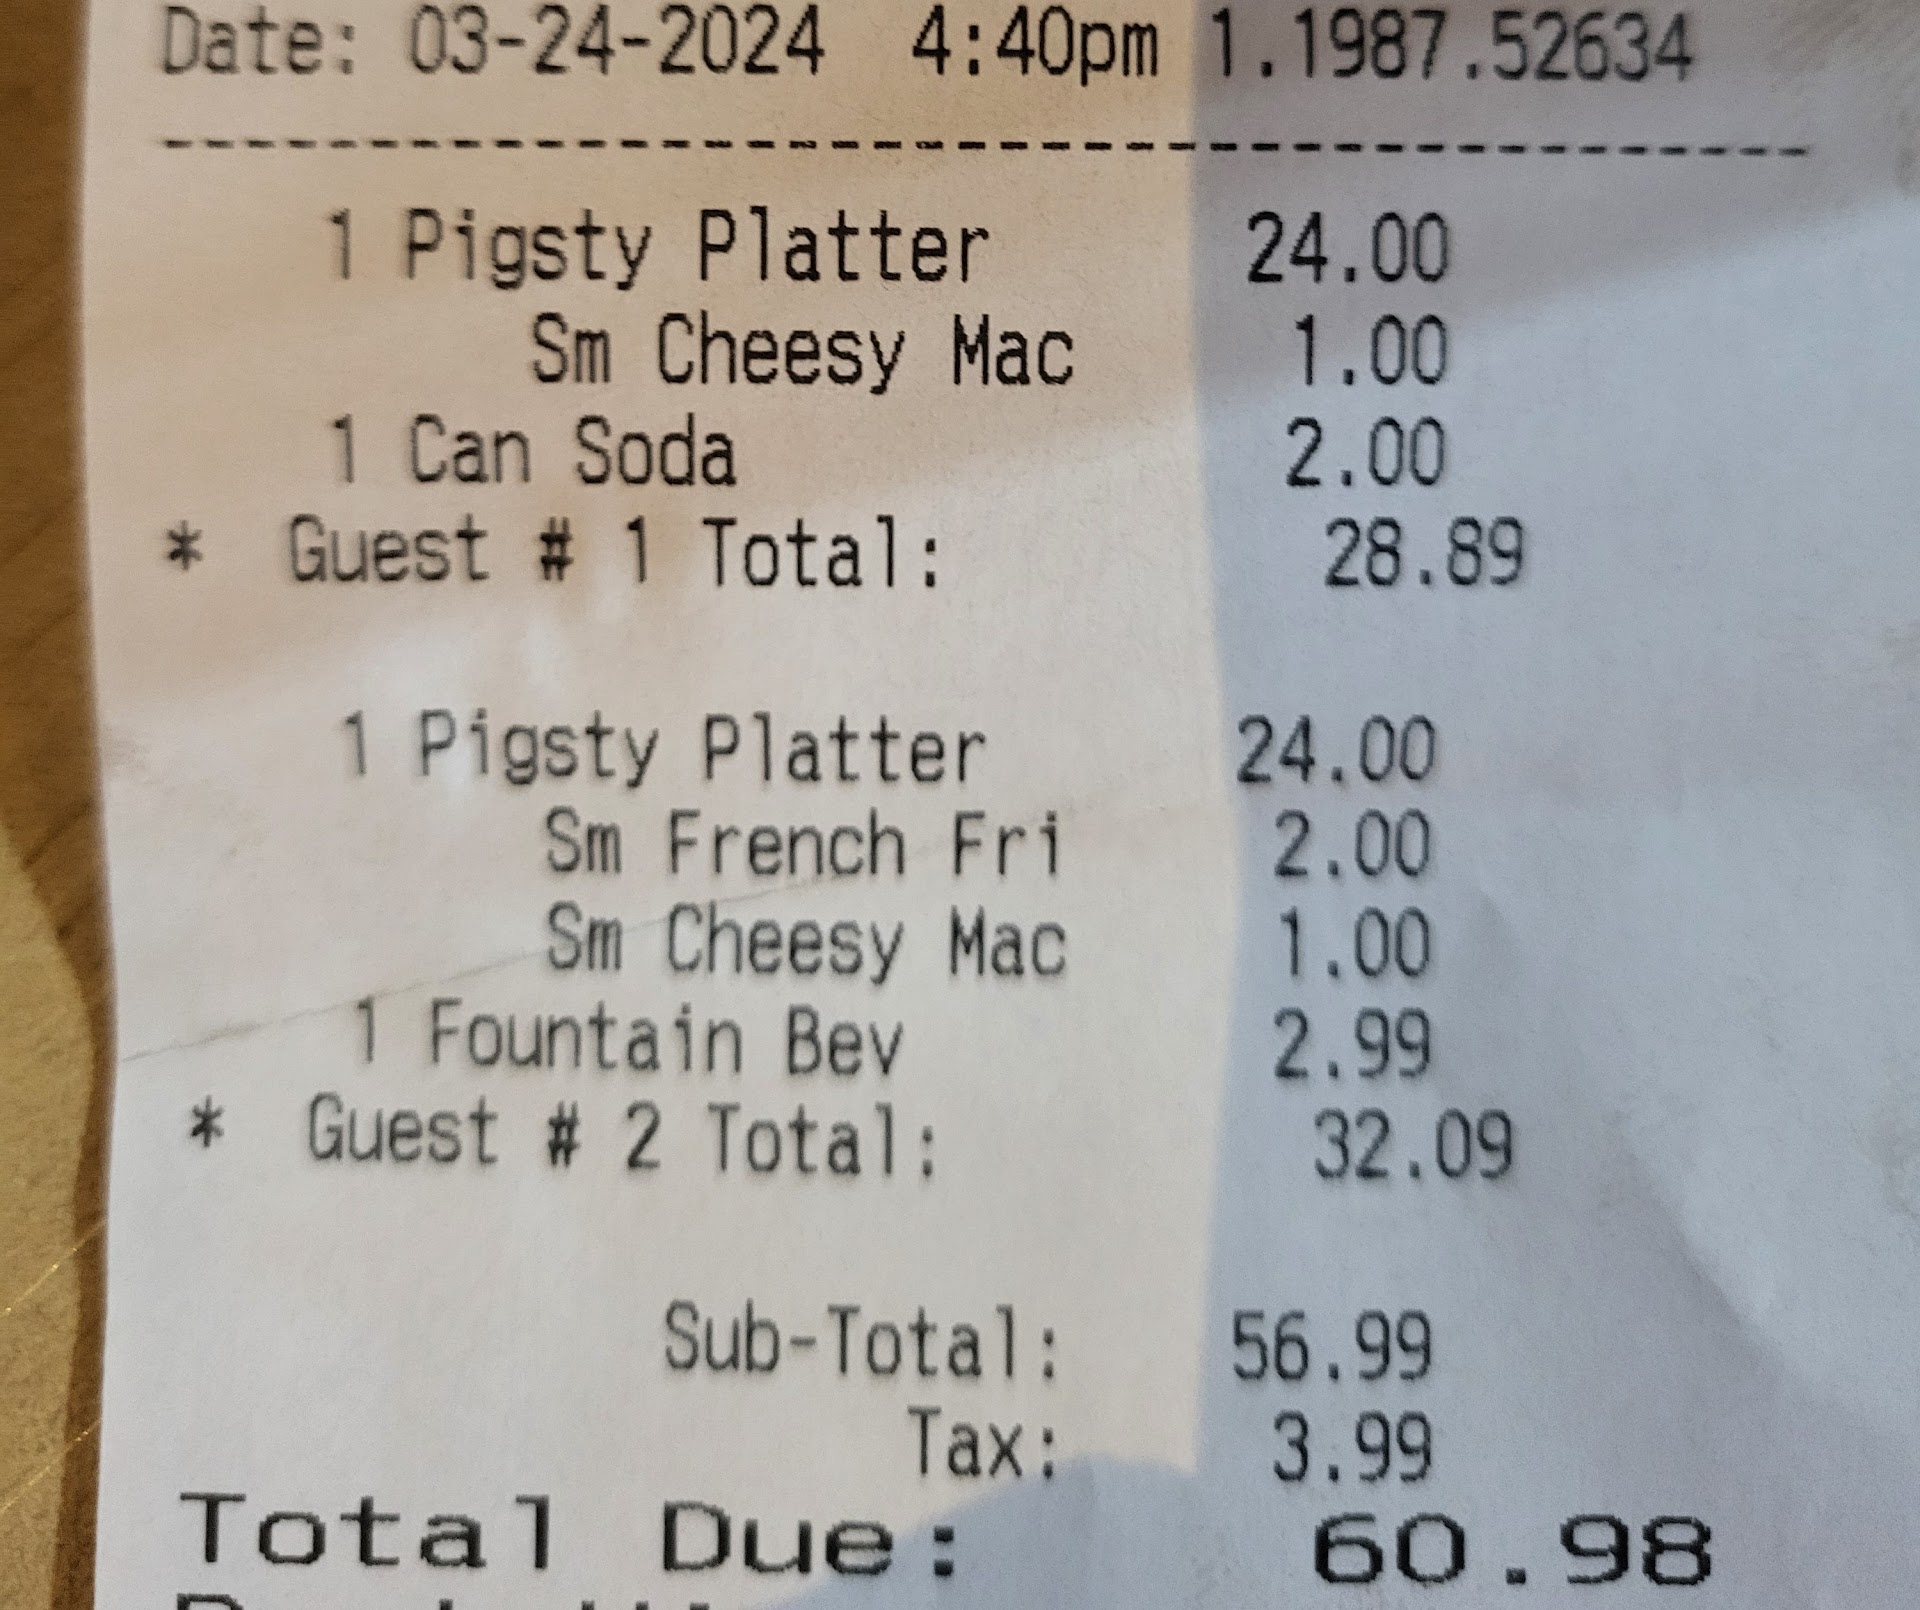 Date: 03-24-2024 4:40pm 1.1987.52634
--------------------------------------------
1 Pigsty Platter 24.00
Sm Cheesy Mac 1.00
1 Can Soda 2.00
* Guest # 1 Total: 28.89
1 Pigsty Platter 24.00
Sm French Fri 2.00
Sm Cheesy Mac 1.00
1 Fountain Bev 2.99
* Guest # 2 Total: 32.09
Sub-Total: 56.99
Tax: 3.99
Total Due: 60.98